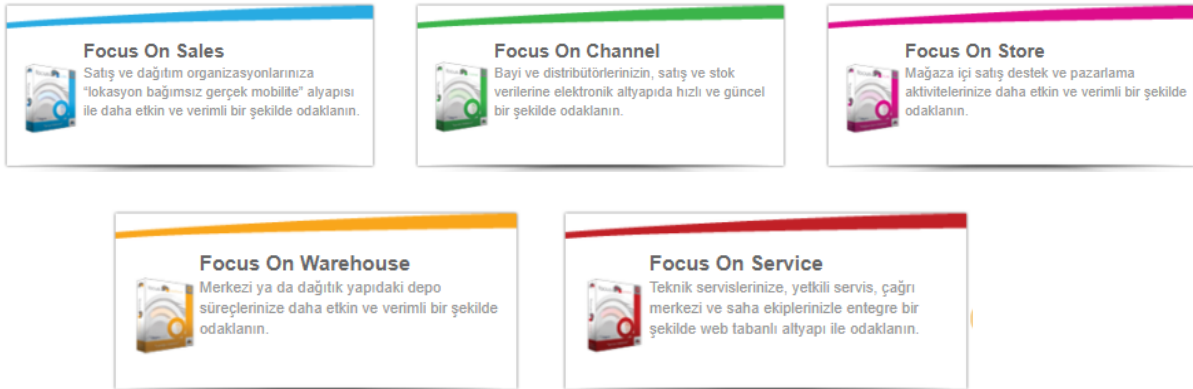 Focus On Sales
Satış ve dağıtım organizasyonlarınıza
“lokasyon bağımsız gerçek mobilite” alyapısı
ile daha etkin ve verimli bir şekilde odaklanın.
Focus On Channel
Bayi ve distribütörlerinizin, satış ve stok
verilerine elektronik altyapıda hızlı ve güncel
bir şekilde odaklanın.
Focus On Store
Mağaza içi satış destek ve pazarlama
aktivitelerinize daha etkin ve verimli bir şekilde
odaklanın.
Focus On Warehouse
Merkezi ya da dağıtık yapıdaki depo
süreçlerinize daha etkin ve verimli bir şekilde
odaklanın.
Focus On Service
Teknik servislerinize, yetkili servis, çağrı
merkezi ve saha ekiplerinizle entegre bir
şekilde web tabanlı altyapı ile odaklanın.